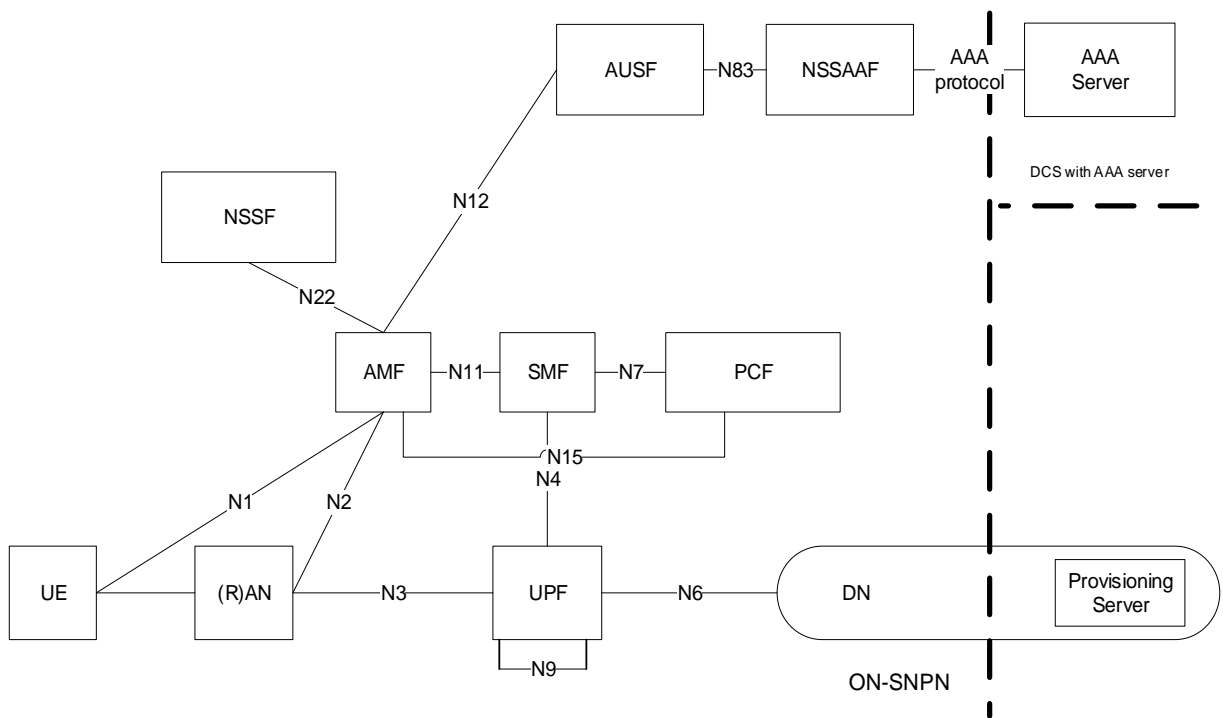 AUSF
N83
NSSAAF
AAA
protocol
AAA
Server
DCS with AAA server
N12
NSSF
N22
AMF
N11
SMF
N7
PCF
N15
N4
N1
N2
UE
(R)AN
N3
UPF
N6
DN
Provisioning
Server
N9
ON-SNPN